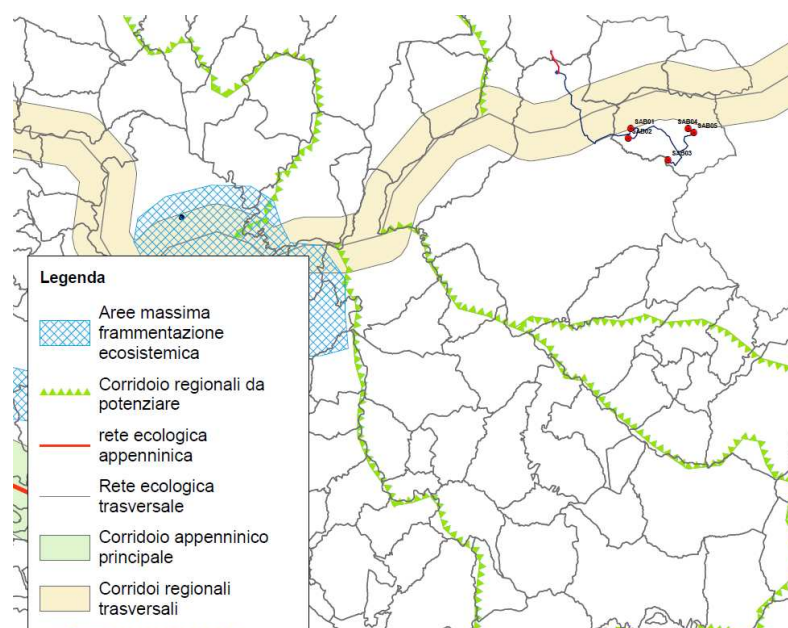 SAB01
SAB04
SAB02
SAB05
SAB03
Legenda
Aree massima
frammentazione
ecosistemica
Corridoio regionali da
potenziare
rete ecologica
appenninica
Rete ecologica
trasversale
Corridoio appenninico
principale
Corridoi regionali
trasversali